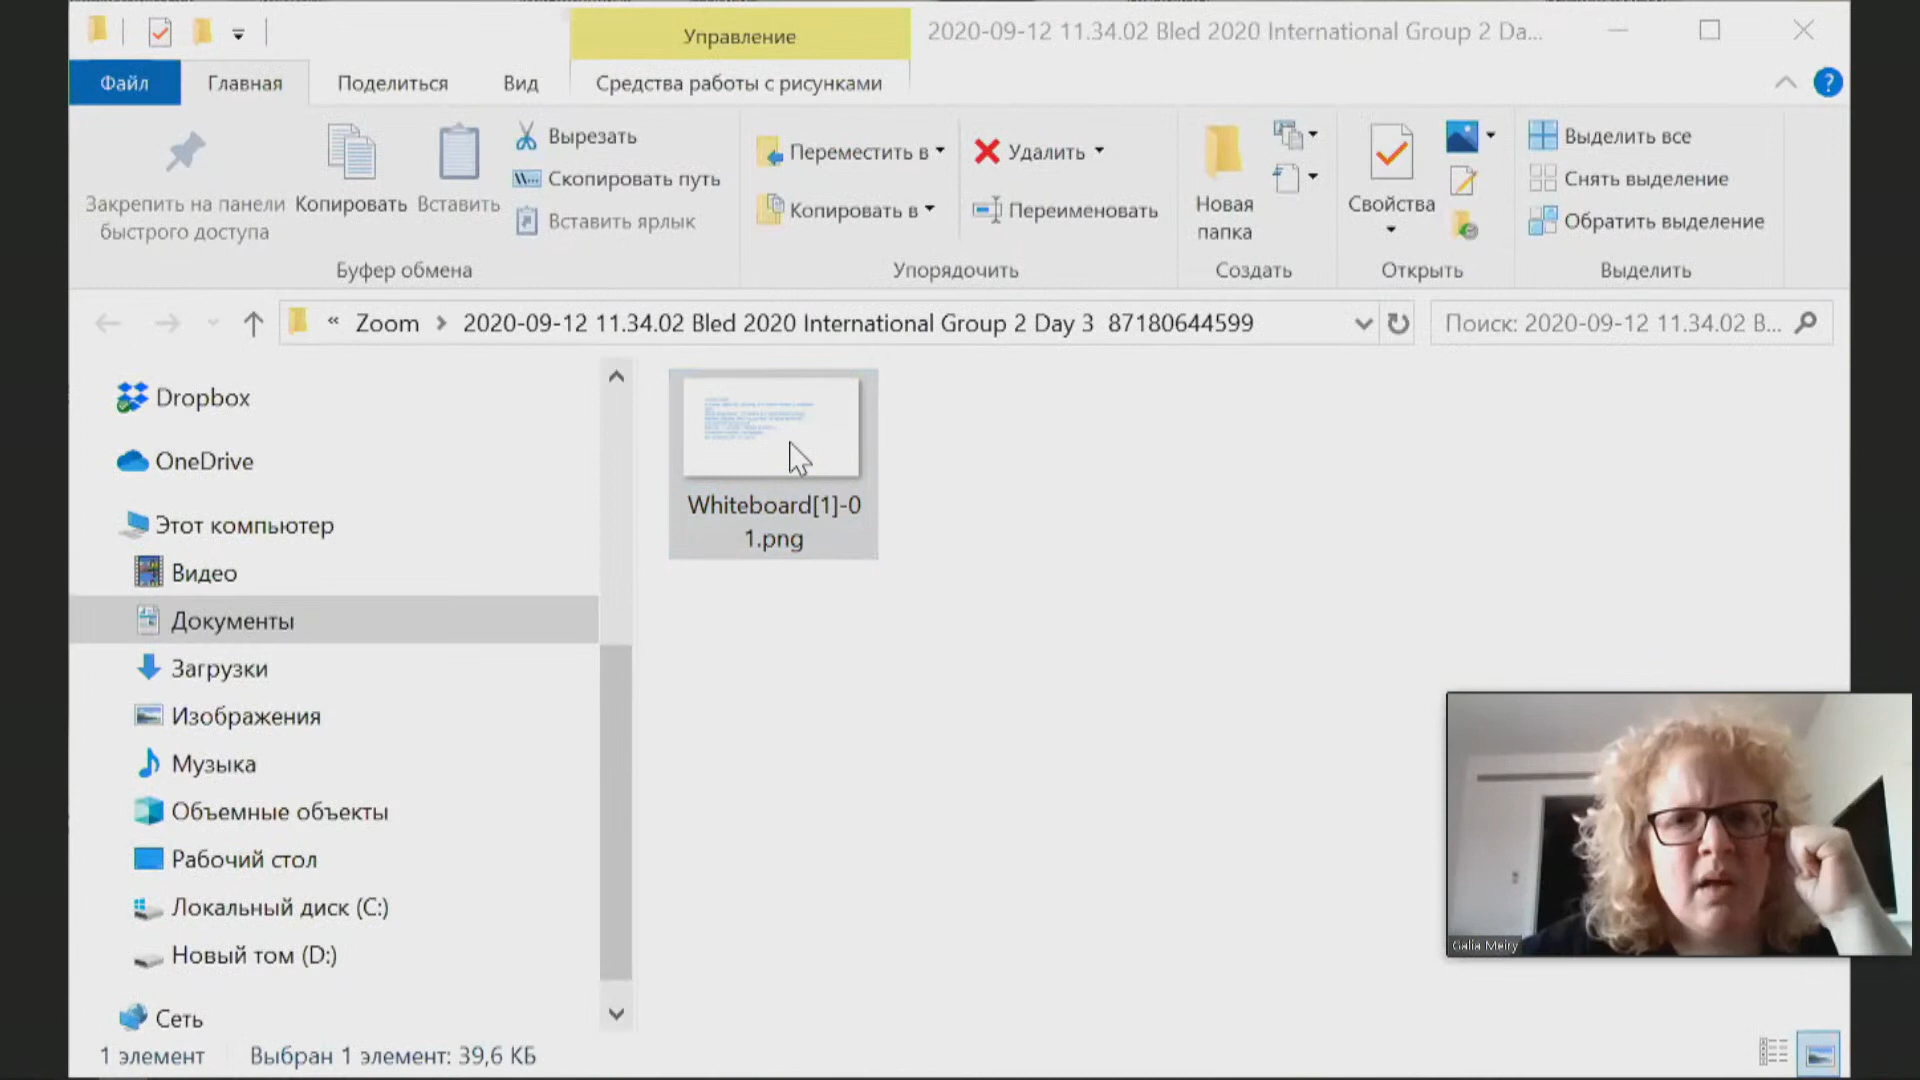 Управление
2020-09-12 11.34.02 Bled 2020 International Group 2 Da...
Файл
Главная
Поделиться
Вид
Средства работы с рисунками
Закрепить на панели
быстрого доступа
Копировать
Вставить
Вырезать
Скопировать путь
Вставить ярлык
Буфер обмена
Переместить в
Копировать в
Удалить
Переименовать
Упорядочить
Новая
папка
Создать
Свойства
Открыть
Выделить все
Снять выделение
Обратить выделение
Выделить
« Zoom > 2020-09-12 11.34.02 Bled 2020 International Group 2 Day 3 87180644599
Поиск: 2020-09-12 11.34.02 B...
Dropbox
OneDrive
Этот компьютер
Видео
Документы
Загрузки
Изображения
Музыка
Объемные объекты
Рабочий стол
Локальный диск (C:)
Новый том (D:)
Сеть
Whiteboard[1]-0
1.png
Galia Meiry
1 элемент
Выбран 1 элемент: 39,6 КБ